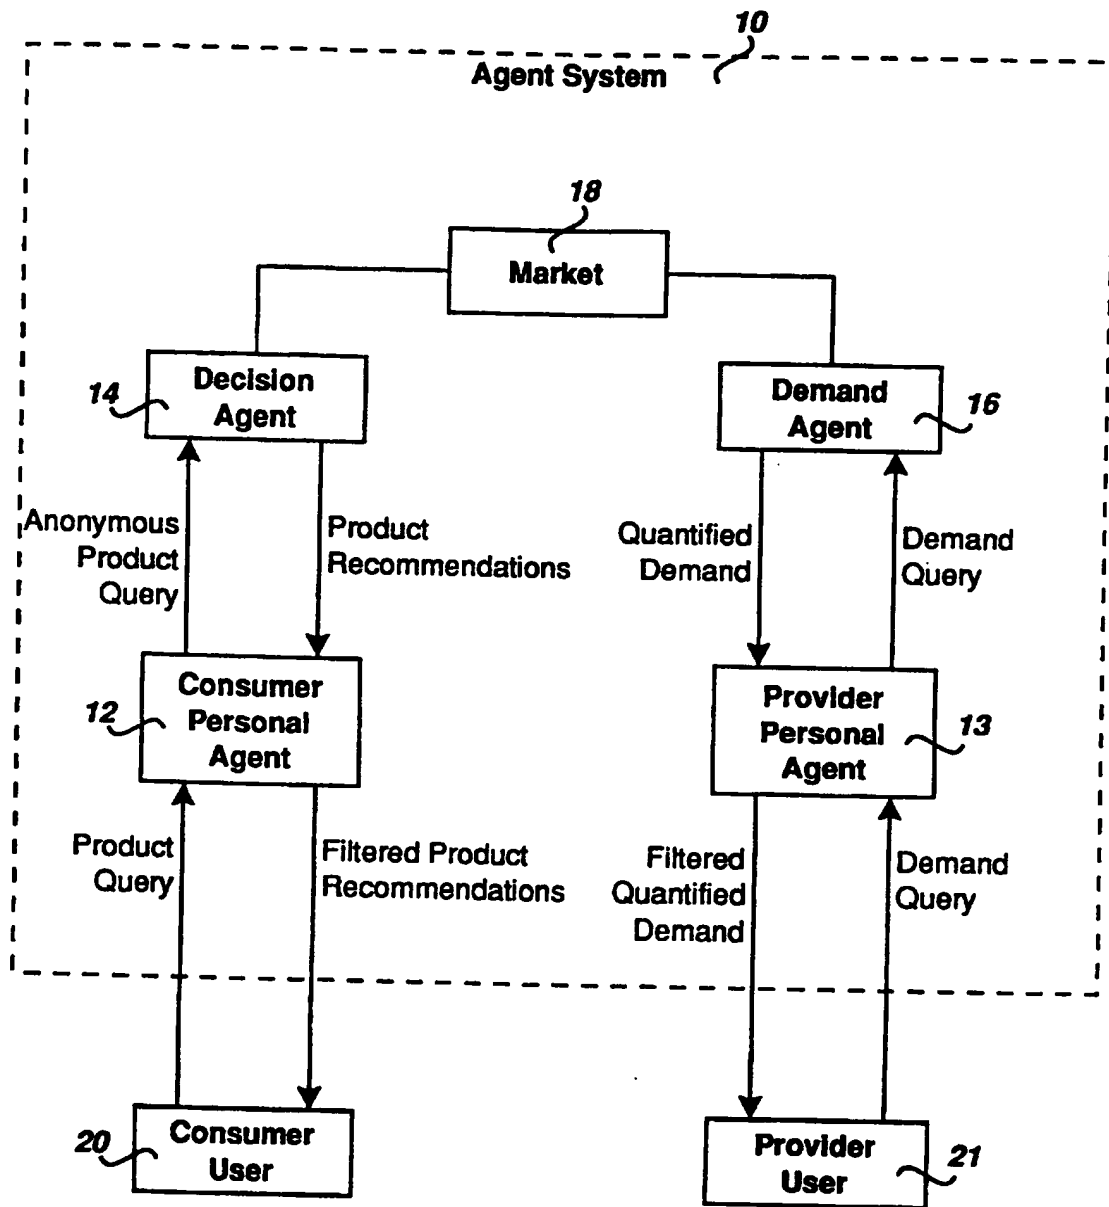 10
Agent System
18
Market
14
Decision
Agent
Demand
Agent
16
Anonymous
Product
Query
Product
Recommendations
Quantified
Demand
Demand
Query
12
Consumer
Personal
Agent
Provider
Personal
Agent
13
Product
Query
Filtered Product
Recommendations
Filtered
Quantified
Demand
Demand
Query
20
Consumer
User
Provider
User
21